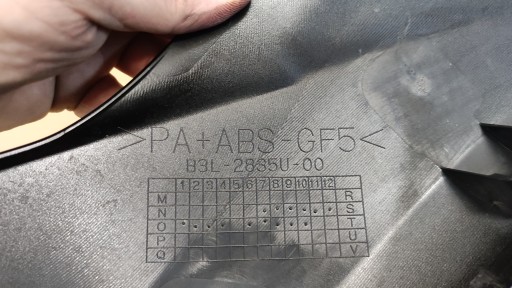 >PA+ABS-GF5<
B3L-2835U-00
1 2 3 4 5 6 7 8 9 10 11 12
M R
N S
O T
P U
Q V